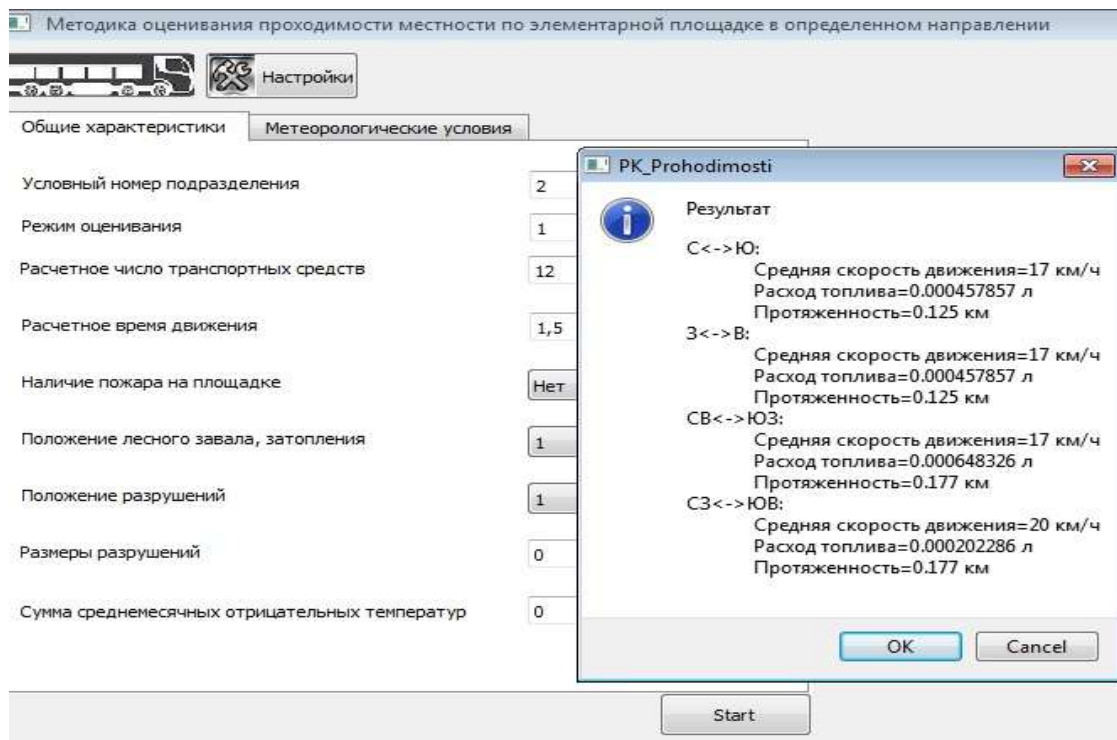 Методика оценивания проходимости местности по элементарной площадке в определенном направлении
Настройки
Общие характеристики
Метеорологические условия
Условный номер подразделения
2
Режим оценивания
1
Расчетное число транспортных средств
12
Расчетное время движения
1,5
Наличие пожара на площадке
Нет
Положение лесного завала, затопления
1
Положение разрушений
1
Размеры разрушений
0
Сумма среднемесячных отрицательных температур
0
PK_Prohodimosti
Результат
С<->Ю:
Средняя скорость движения=17 км/ч
Расход топлива=0.000457857 л
Протяженность=0.125 км
З<->В:
Средняя скорость движения=17 км/ч
Расход топлива=0.000457857 л
Протяженность=0.125 км
СВ<->ЮЗ:
Средняя скорость движения=17 км/ч
Расход топлива=0.000648326 л
Протяженность=0.177 км
СЗ<->ЮВ:
Средняя скорость движения=20 км/ч
Расход топлива=0.000202286 л
Протяженность=0.177 км
OK
Cancel
Start